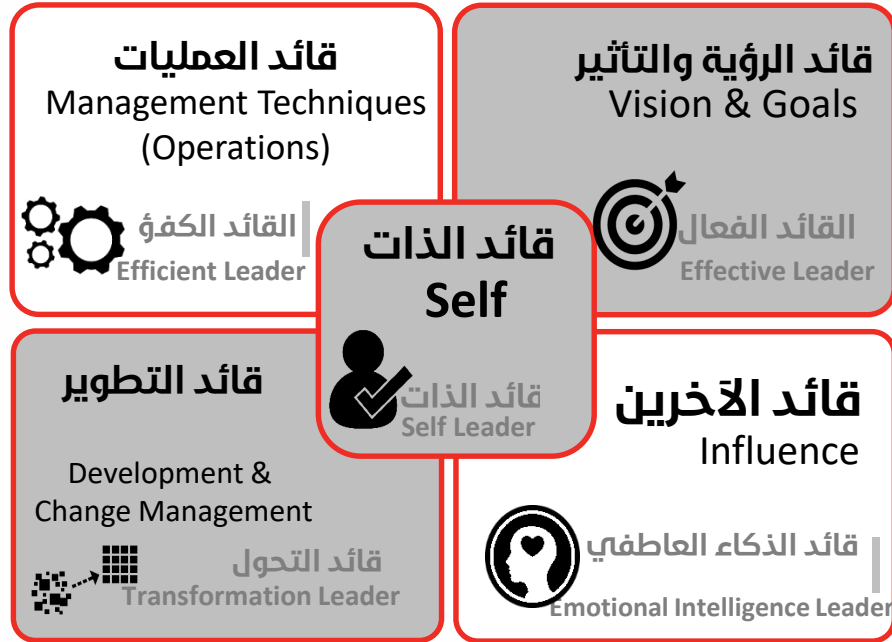 قائد الرؤية والتأثير
Vision & Goals
القائد الفعال
Effective Leader
قائد العمليات
Management Techniques
(Operations)
القائد الكفؤ
Efficient Leader
قائد الذات
Self
قائد الذات
Self Leader
قائد الآخرين
Influence
قائد الذكاء العاطفي
Emotional Intelligence Leader
قائد التطوير
Development &
Change Management
قائد التحول
Transformation Leader